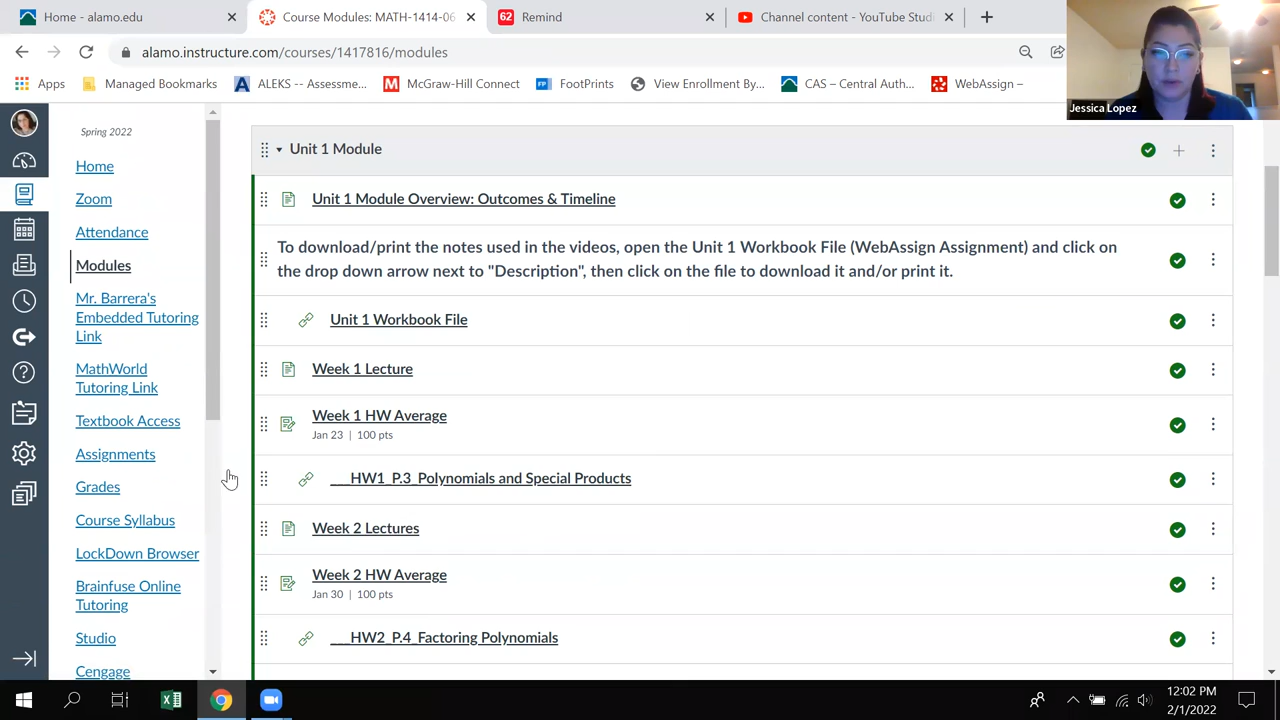 Home - alamo.edu
Course Modules: MATH-1414-06
62 Remind
Channel content - YouTube Studi
alamo.instructure.com/courses/1417816/modules
Apps
Managed Bookmarks
ALEKS -- Assessme...
McGraw-Hill Connect
FP FootPrints
View Enrollment By...
CAS – Central Auth...
WebAssign –
Jessica Lopez
Spring 2022
Home
Zoom
Attendance
Modules
Mr. Barrera's
Embedded Tutoring
Link
MathWorld
Tutoring Link
Textbook Access
Assignments
Grades
Course Syllabus
LockDown Browser
Brainfuse Online
Tutoring
Studio
Cengage
Unit 1 Module
Unit 1 Module Overview: Outcomes & Timeline
To download/print the notes used in the videos, open the Unit 1 Workbook File (WebAssign Assignment) and click on
the drop down arrow next to "Description", then click on the file to download it and/or print it.
Unit 1 Workbook File
Week 1 Lecture
Week 1 HW Average
Jan 23 | 100 pts
___HW1_P.3_Polynomials and Special Products
Week 2 Lectures
Week 2 HW Average
Jan 30 | 100 pts
___HW2_P.4_Factoring Polynomials
12:02 PM
2/1/2022